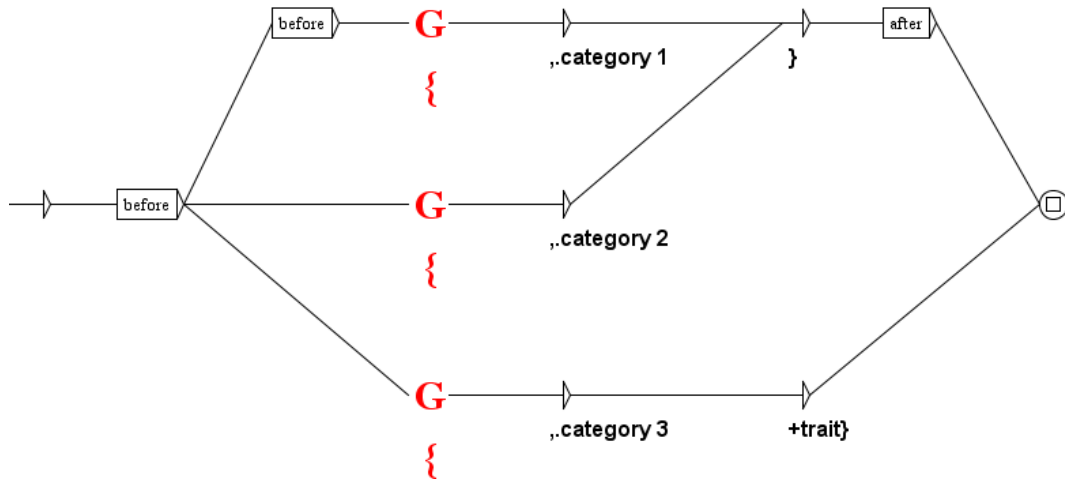 before G after
,.category 1 }
{
before G
,.category 2
{
G
,.category 3 +trait}
{